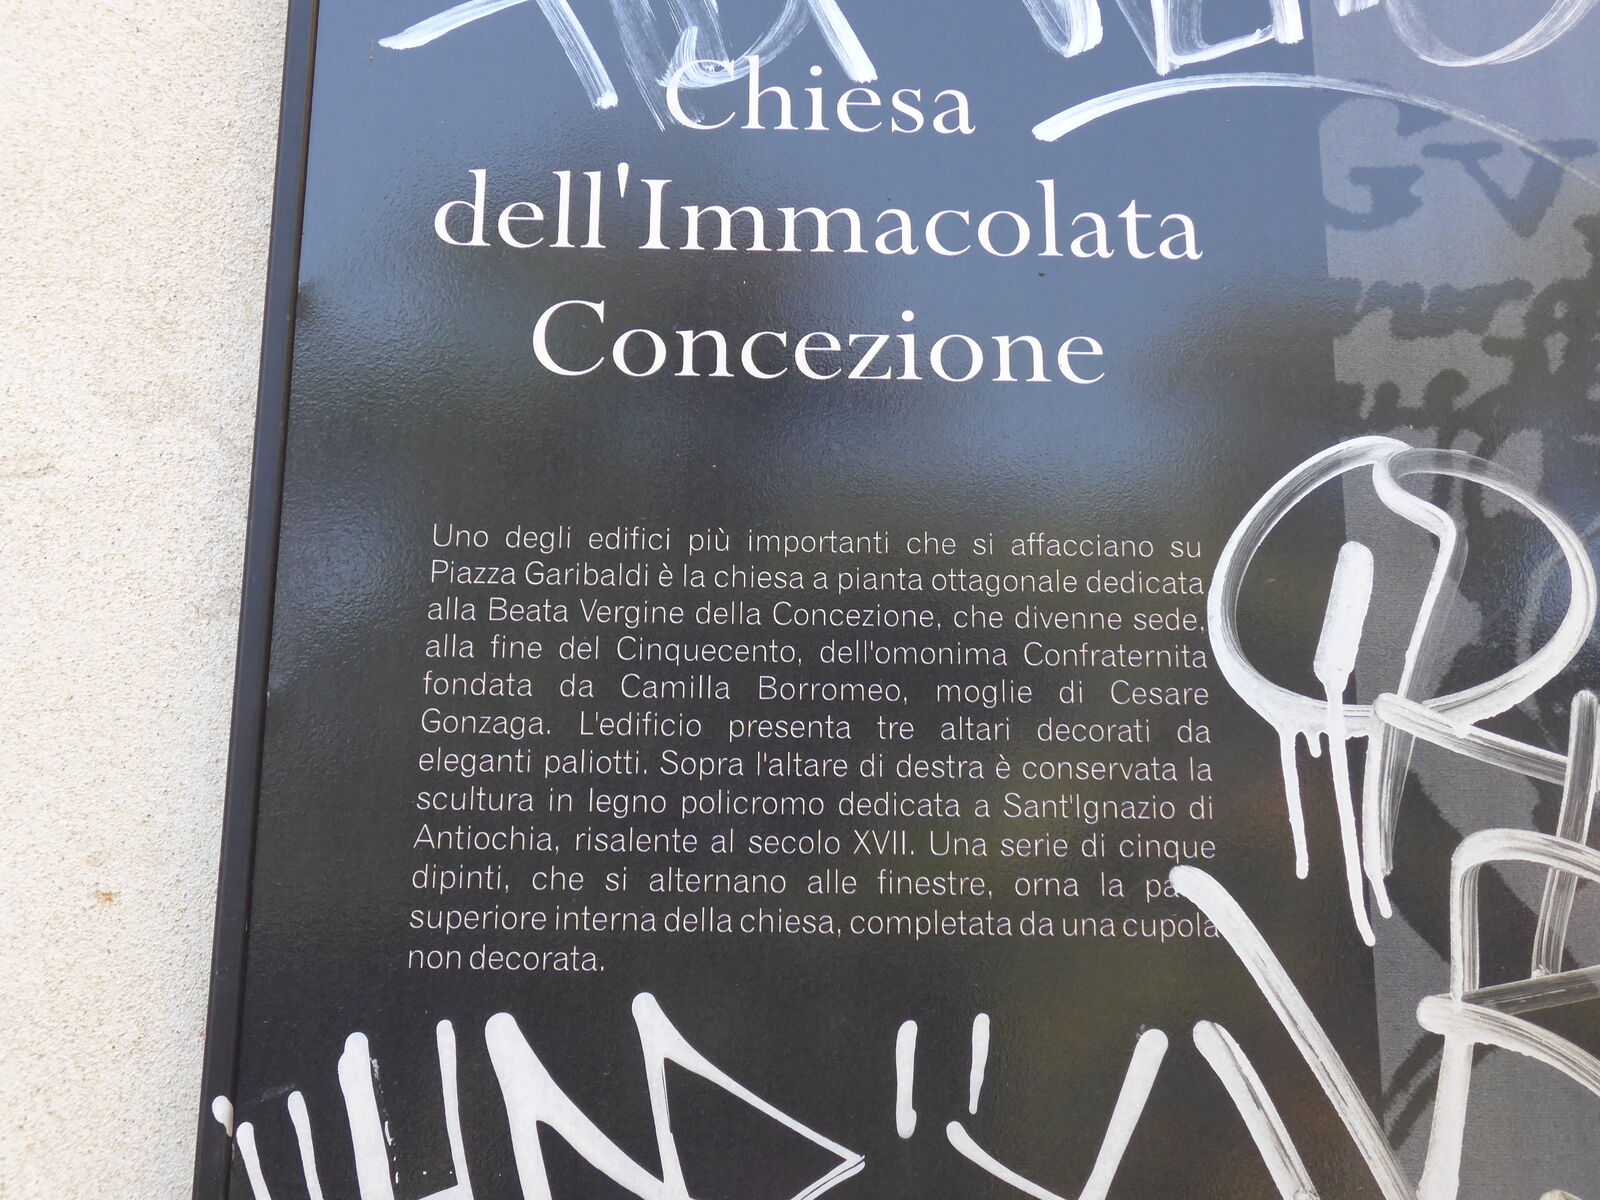 Chiesa
dell'Immacolata
Concezione
Uno degli edifici più importanti che si affacciano su
Piazza Garibaldi è la chiesa a pianta ottagonale dedicata
alla Beata Vergine della Concezione, che divenne sede,
alla fine del Cinquecento, dell'omonima Confraternita
fondata da Camilla Borromeo, moglie di Cesare
Gonzaga. L'edificio presenta tre altari decorati da
eleganti paliotti. Sopra l'altare di destra è conservata la
scultura in legno policromo dedicata a Sant'Ignazio di
Antiochia, risalente al secolo XVII. Una serie di cinque
dipinti, che si alternano alle finestre, orna la
superiore interna della chiesa, completata da una cupola
non decorata.
GV